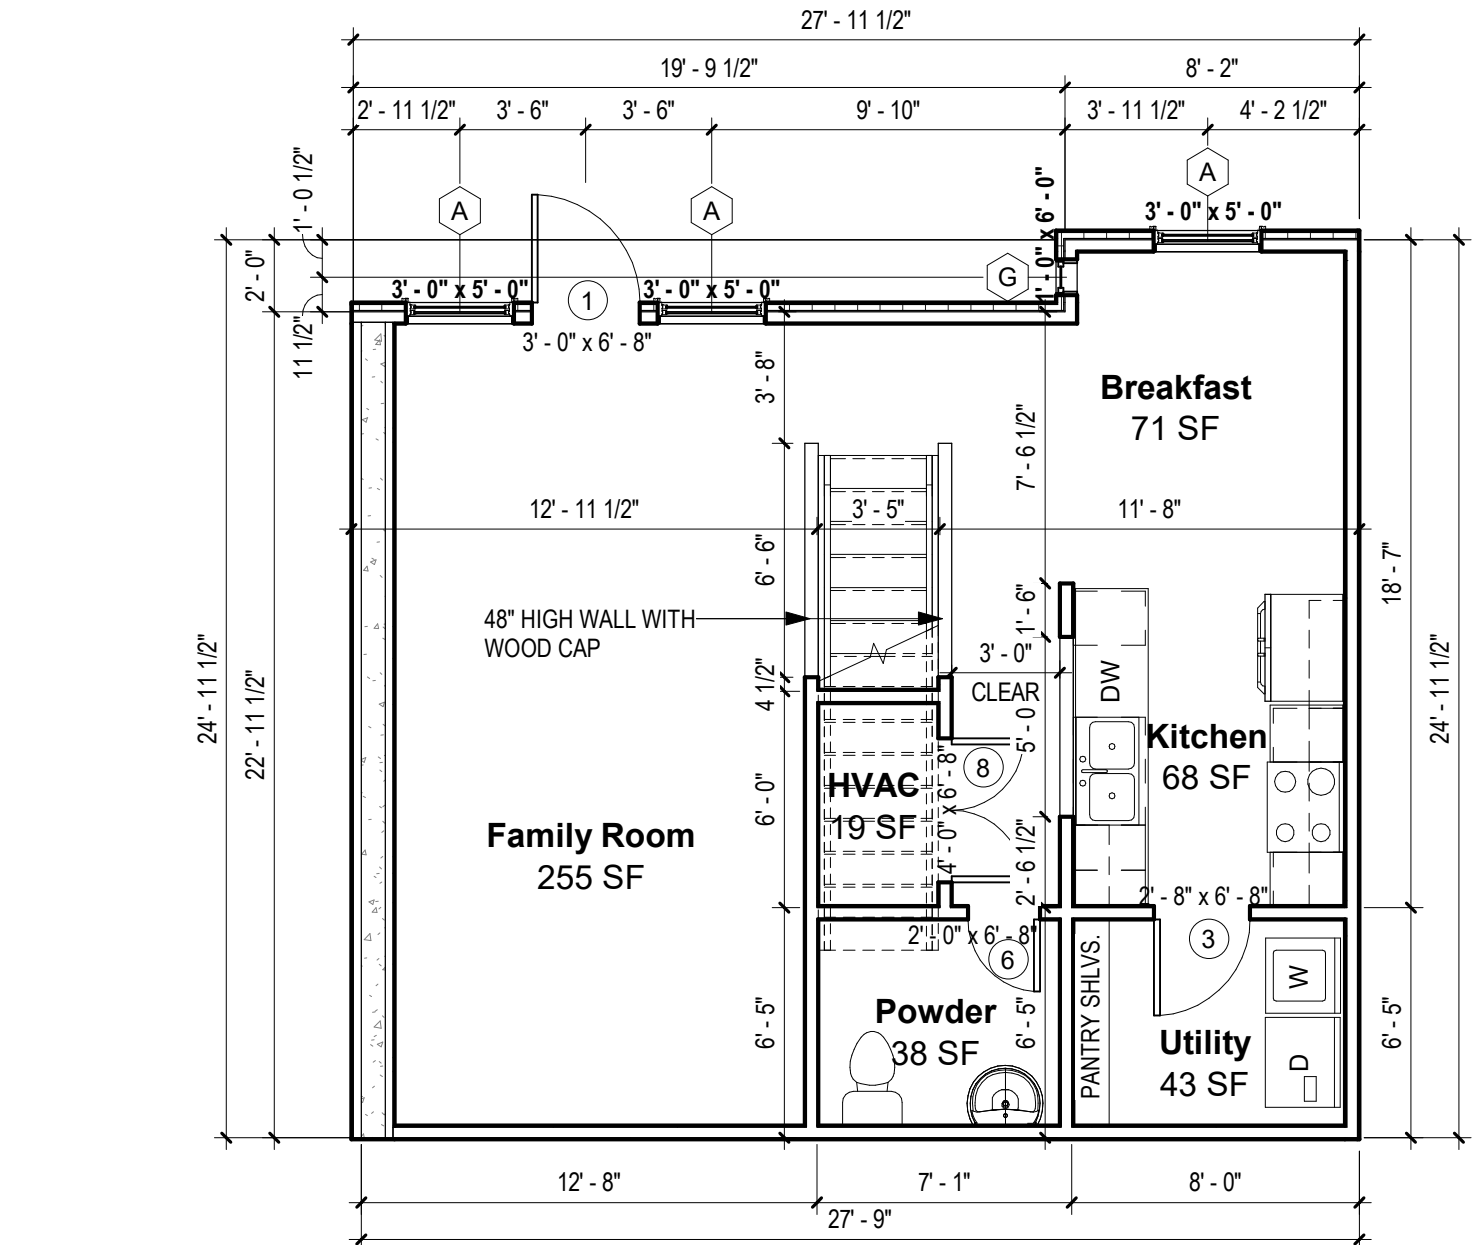 27' - 11 1/2"
19' - 9 1/2"
8' - 2"
2' - 11 1/2"
3' - 6"
3' - 6"
9' - 10"
3' - 11 1/2"
4' - 2 1/2"
1' - 0 1/2"
2' - 0"
11 1/2"
A
A
A
3' - 0" x 5' - 0"
1' - 0" x 6' - 0"
G
3' - 0" x 5' - 0"
1
3' - 0" x 5' - 0"
3' - 0" x 6' - 8"
3' - 8"
Breakfast
71 SF
7' - 6 1/2"
12' - 11 1/2"
3' - 5"
11' - 8"
6' - 6"
18' - 7"
48" HIGH WALL WITH
WOOD CAP
1' - 6"
3' - 0"
CLEAR
4 1/2"
DW
24' - 11 1/2"
22' - 11 1/2"
24' - 11 1/2"
5' - 0
Kitchen
68 SF
8
4' - 0" x 6' - 8"
HVAC
19 SF
6' - 0"
Family Room
255 SF
2' - 6 1/2"
2' - 8" x 6' - 8"
2' - 0" x 6' - 8"
6
3
PANTRY SHLVS.
W
Powder
38 SF
6' - 5"
6' - 5"
Utility
43 SF
D
6' - 5"
12' - 8"
7' - 1"
8' - 0"
27' - 9"